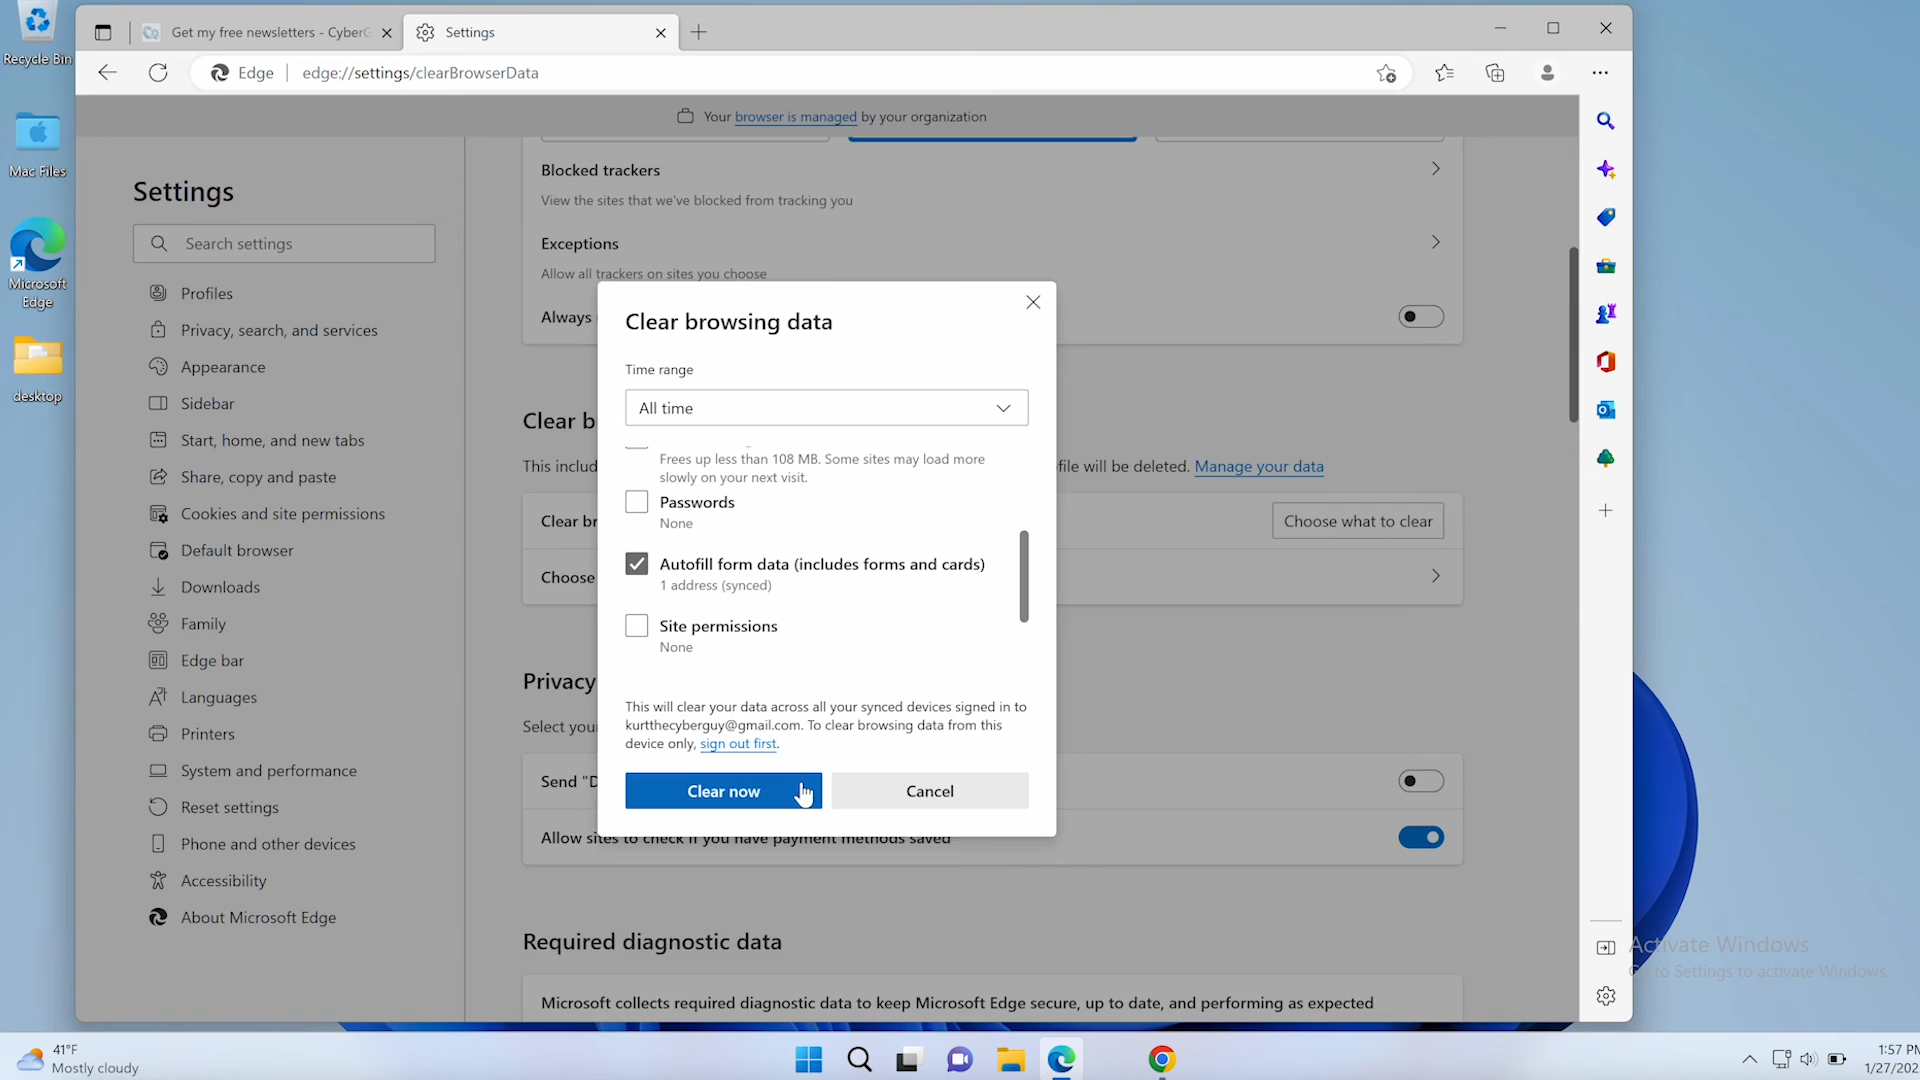 Recycle Bin
Mac Files
Microsoft
Edge
desktop
Get my free newsletters - CyberG
Settings
Edge
edge://settings/clearBrowserData
Your browser is managed by your organization
Settings
Search settings
Profiles
Privacy, search, and services
Appearance
Sidebar
Start, home, and new tabs
Share, copy and paste
Cookies and site permissions
Default browser
Downloads
Family
Edge bar
Languages
Printers
System and performance
Reset settings
Phone and other devices
Accessibility
About Microsoft Edge
Blocked trackers
View the sites that we've blocked from tracking you
Exceptions
Allow all trackers on sites you choose
Always
Clear b
This includ
file will be deleted. Manage your data
Clear br
Choose what to clear
Choose
Privacy
Select your
Send "D
Allow sites to check if you have payment methods saved
Required diagnostic data
Microsoft collects required diagnostic data to keep Microsoft Edge secure, up to date, and performing as expected
Clear browsing data
Time range
All time
Frees up less than 108 MB. Some sites may load more
slowly on your next visit.
Passwords
None
Autofill form data (includes forms and cards)
1 address (synced)
Site permissions
None
This will clear your data across all your synced devices signed in to
kurtthecyberguy@gmail.com. To clear browsing data from this
device only, sign out first.
Clear now
Cancel
Activate Windows
to Settings to activate Windows.
41°F
Mostly cloudy
1:57 PM
1/27/202